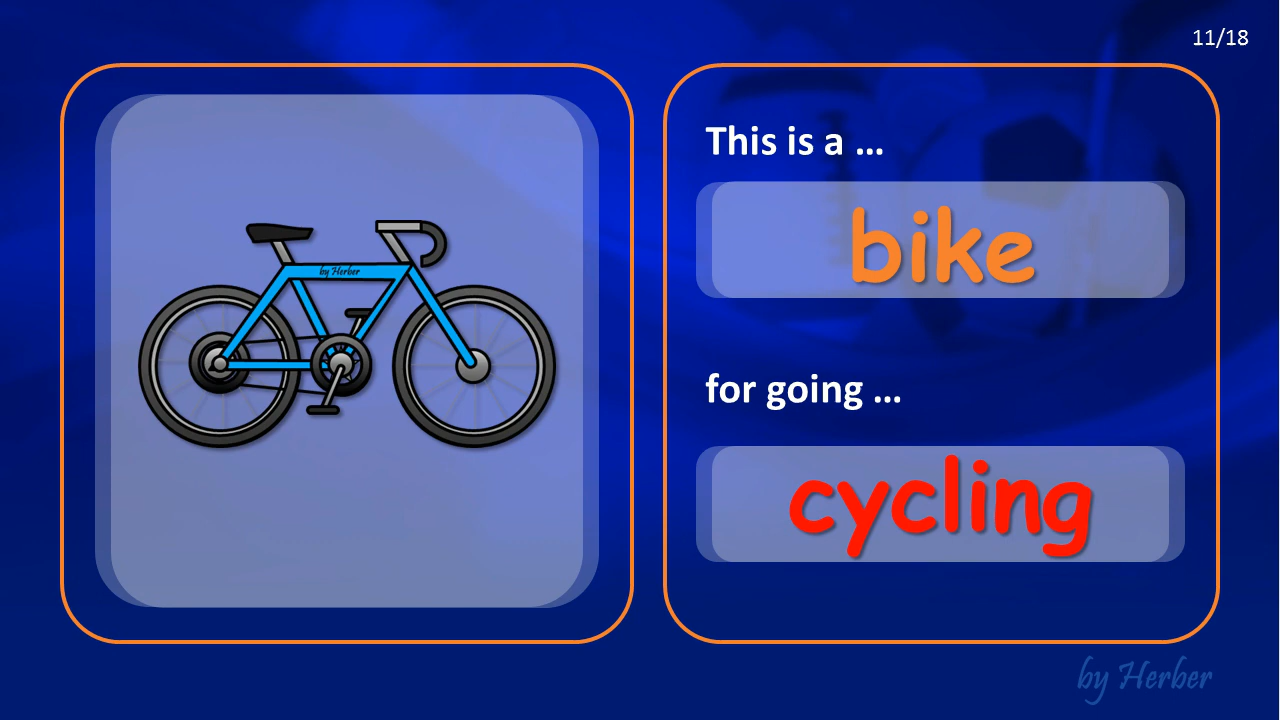 11/18
This is a ...
bike
by Herber
for going ...
cycling
by Herber